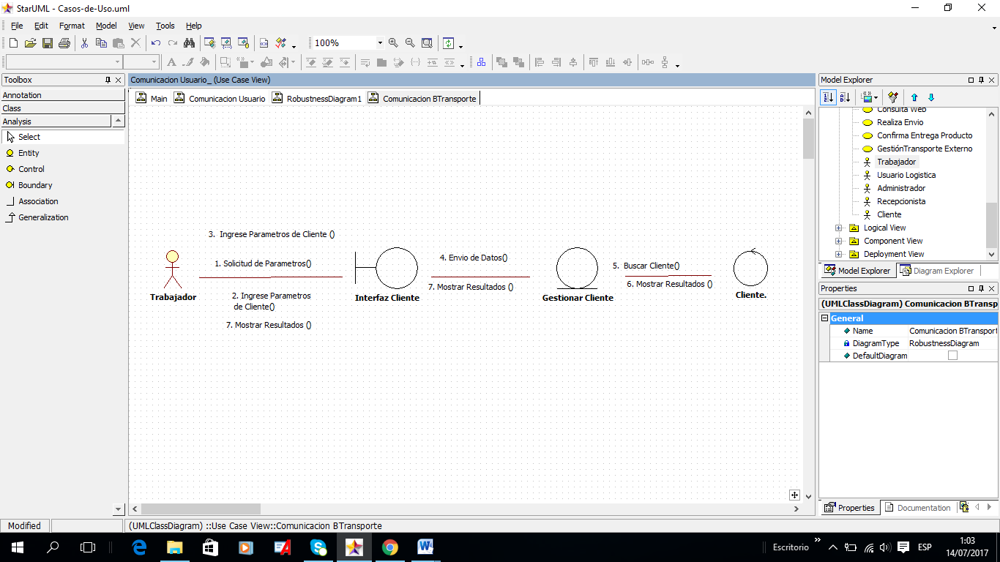 StarUML - Casos-de-Uso.uml
File Edit Format Model View Tools Help
100%
Toolbox
Annotation
Class
Analysis
Select
Entity
Control
Boundary
Association
Generalization
Comunicacion Usuario_ (Use Case View)
Main Comunicacion Usuario RobustnessDiagram1 Comunicacion BTransporte
3. Ingrese Parametros de Cliente ()
1. Solicitud de Parametros()
2. Ingrese Parametros
de Cliente()
7. Mostrar Resultados ()
Trabajador
4. Envio de Datos()
7. Mostrar Resultados ()
Interfaz Cliente
5. Buscar Cliente()
6. Mostrar Resultados ()
Gestionar Cliente
Cliente.
Model Explorer
Consulta Web
Realiza Envio
Confirma Entrega Producto
GestiónTransporte Externo
Trabajador
Usuario Logistica
Administrador
Recepcionista
Cliente
Logical View
Component View
Deployment View
Model Explorer Diagram Explorer
Properties
(UMLClassDiagram) Comunicacion BTransp
General
Name Comunicacion BTransporte
DiagramType RobustnessDiagram
DefaultDiagram
Properties Documentation
Modified
(UMLClassDiagram) ::Use Case View::Comunicacion BTransporte
Escritorio
ESP
1:03
14/07/2017